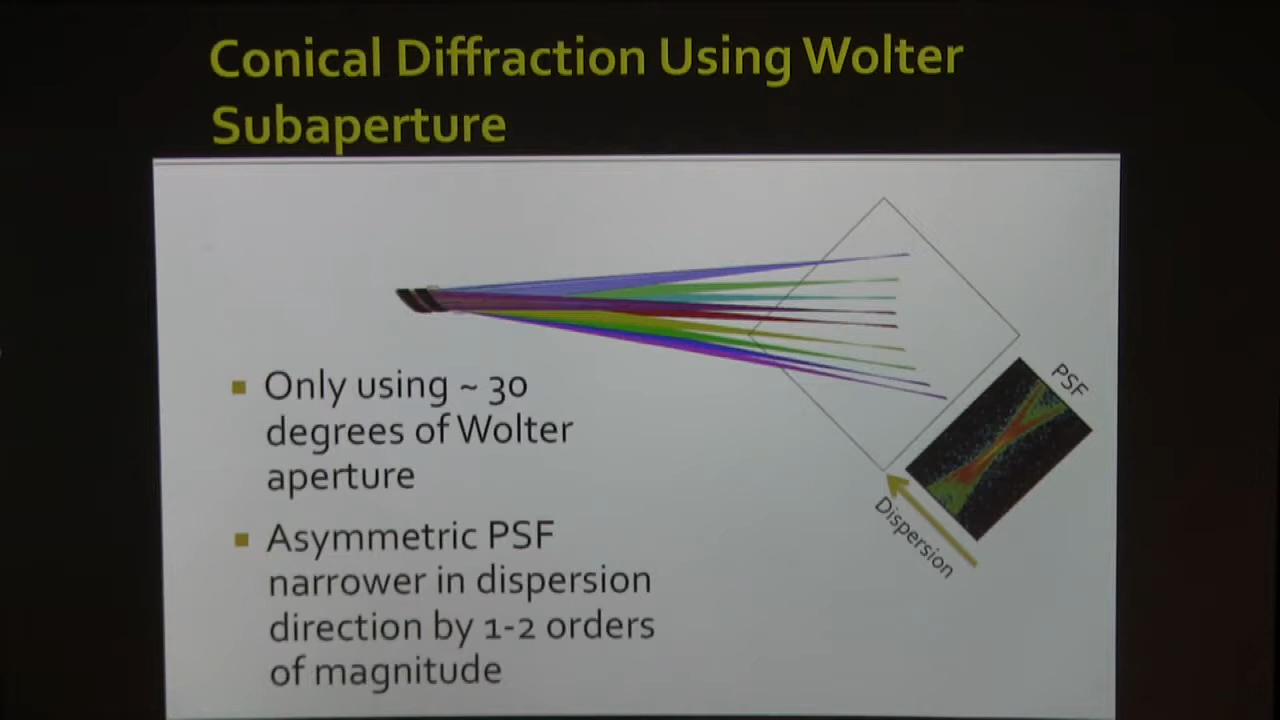 Conical Diffraction Using Wolter
Subaperture
Only using ~ 30
degrees of Wolter
aperture
Asymmetric PSF
narrower in dispersion
direction by 1-2 orders
of magnitude
PSF
Dispersion